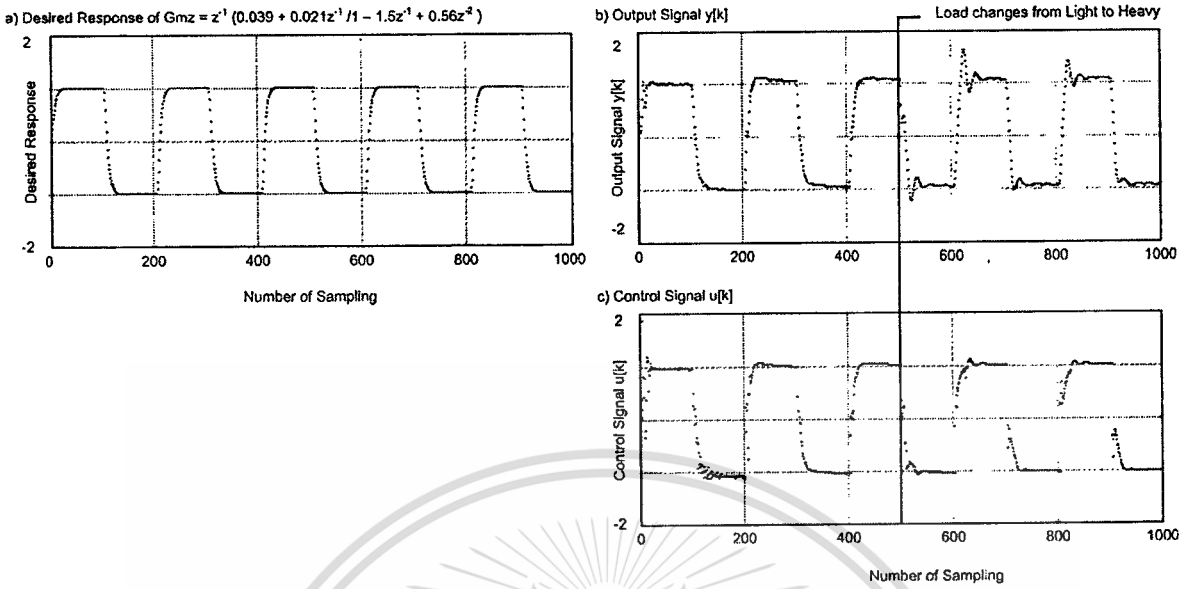 a) Desired Response of Gmz = z⁻¹ (0.039 + 0.021z⁻¹ /1 – 1.5z⁻¹ + 0.56z⁻² )
2
Desired Response
-2
0 200 400 600 800 1000
Number of Sampling
b) Output Signal y[k]
Load changes from Light to Heavy
2
Output Signal y[k]
-2
0 200 400 600 800 1000
c) Control Signal u[k]
2
Control Signal u[k]
-2
0 200 400 600 800 1000
Number of Sampling